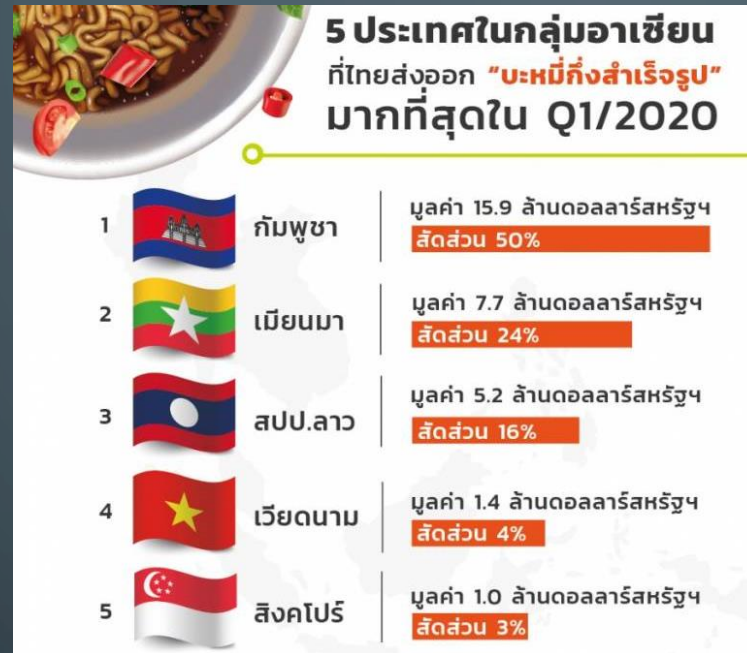 5 ประเทศในกลุ่มอาเซียน
ที่ไทยส่งออก “บะหมี่กึ่งสำเร็จรูป”
มากที่สุดใน Q1/2020
1
กัมพูชา
มูลค่า 15.9 ล้านดอลลาร์สหรัฐฯ
สัดส่วน 50%
2
เมียนมา
มูลค่า 7.7 ล้านดอลลาร์สหรัฐฯ
สัดส่วน 24%
3
สปป.ลาว
มูลค่า 5.2 ล้านดอลลาร์สหรัฐฯ
สัดส่วน 16%
4
เวียดนาม
มูลค่า 1.4 ล้านดอลลาร์สหรัฐฯ
สัดส่วน 4%
5
สิงคโปร์
มูลค่า 1.0 ล้านดอลลาร์สหรัฐฯ
สัดส่วน 3%